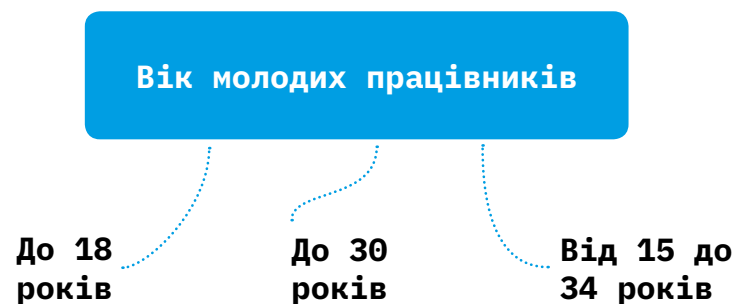 Вік молодих працівників
До 18
років
До 30
років
Від 15 до
34 років